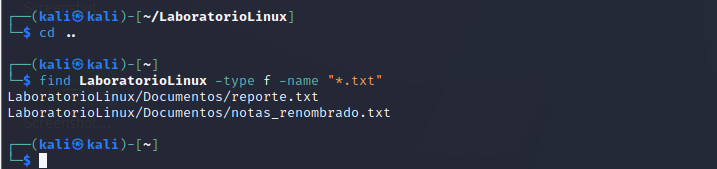 ┌──(kali㉿kali)-[~/LaboratorioLinux]
└─$ cd ..
┌──(kali㉿kali)-[~]
└─$ find LaboratorioLinux -type f -name "*.txt"
LaboratorioLinux/Documentos/reporte.txt
LaboratorioLinux/Documentos/notas_renombrado.txt
┌──(kali㉿kali)-[~]
└─$